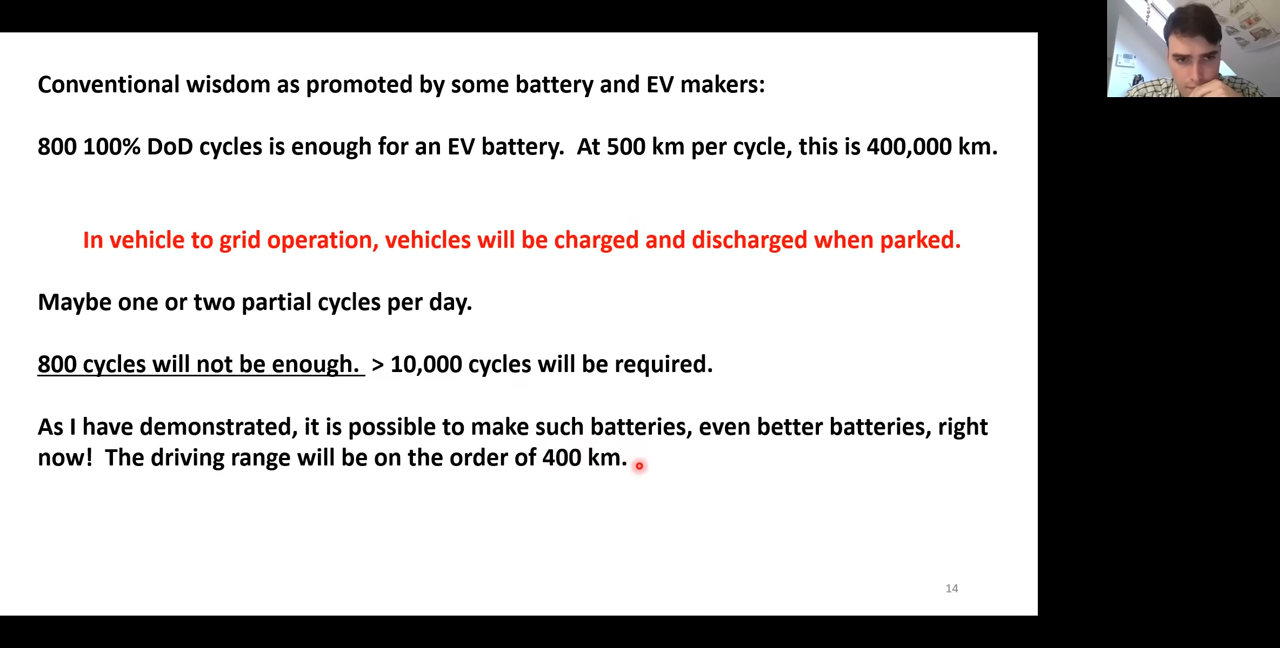 Conventional wisdom as promoted by some battery and EV makers:
800 100% DoD cycles is enough for an EV battery.  At 500 km per cycle, this is 400,000 km.
In vehicle to grid operation, vehicles will be charged and discharged when parked.
Maybe one or two partial cycles per day.
800 cycles will not be enough.  > 10,000 cycles will be required.
As I have demonstrated, it is possible to make such batteries, even better batteries, right
now!  The driving range will be on the order of 400 km.
14